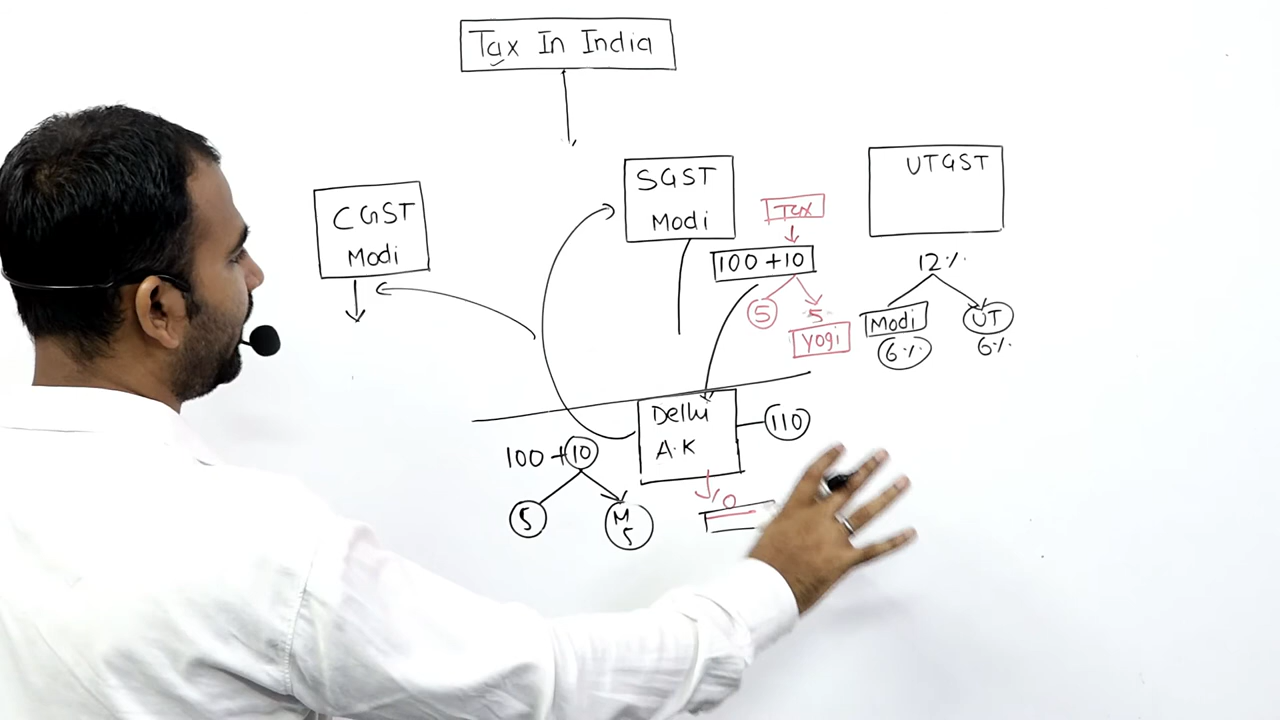 Tax In India
CGST
Modi
SGST
Modi
UTGST
Tax
100 + 10
5
5
Yogi
12%
Modi
6%
UT
6%
Delhi
A.K
110
100 + 10
5
M
5